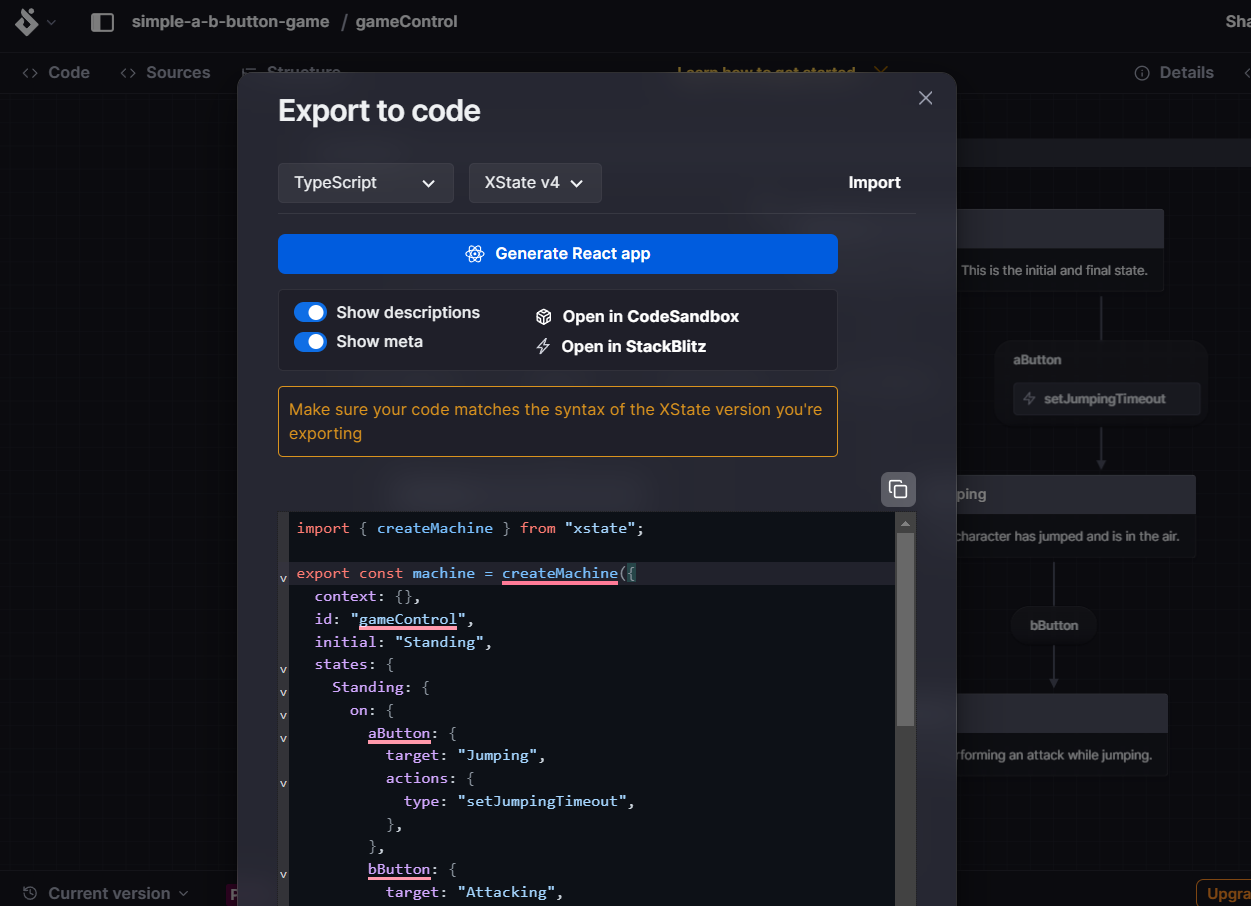 simple-a-b-button-game / gameControl
Code
Sources
Structure
Learn how to get started
Details
Export to code
TypeScript
XState v4
Import
Generate React app
Show descriptions
Show meta
Open in CodeSandbox
Open in StackBlitz
Make sure your code matches the syntax of the XState version you're
exporting
import { createMachine } from "xstate";
export const machine = createMachine({
context: {},
id: "gameControl",
initial: "Standing",
states: {
Standing: {
on: {
aButton: {
target: "Jumping",
actions: {
type: "setJumpingTimeout",
},
},
bButton: {
target: "Attacking",
This is the initial and final state.
aButton
setJumpingTimeout
ping
character has jumped and is in the air.
bButton
rforming an attack while jumping.
Current version
Upgra